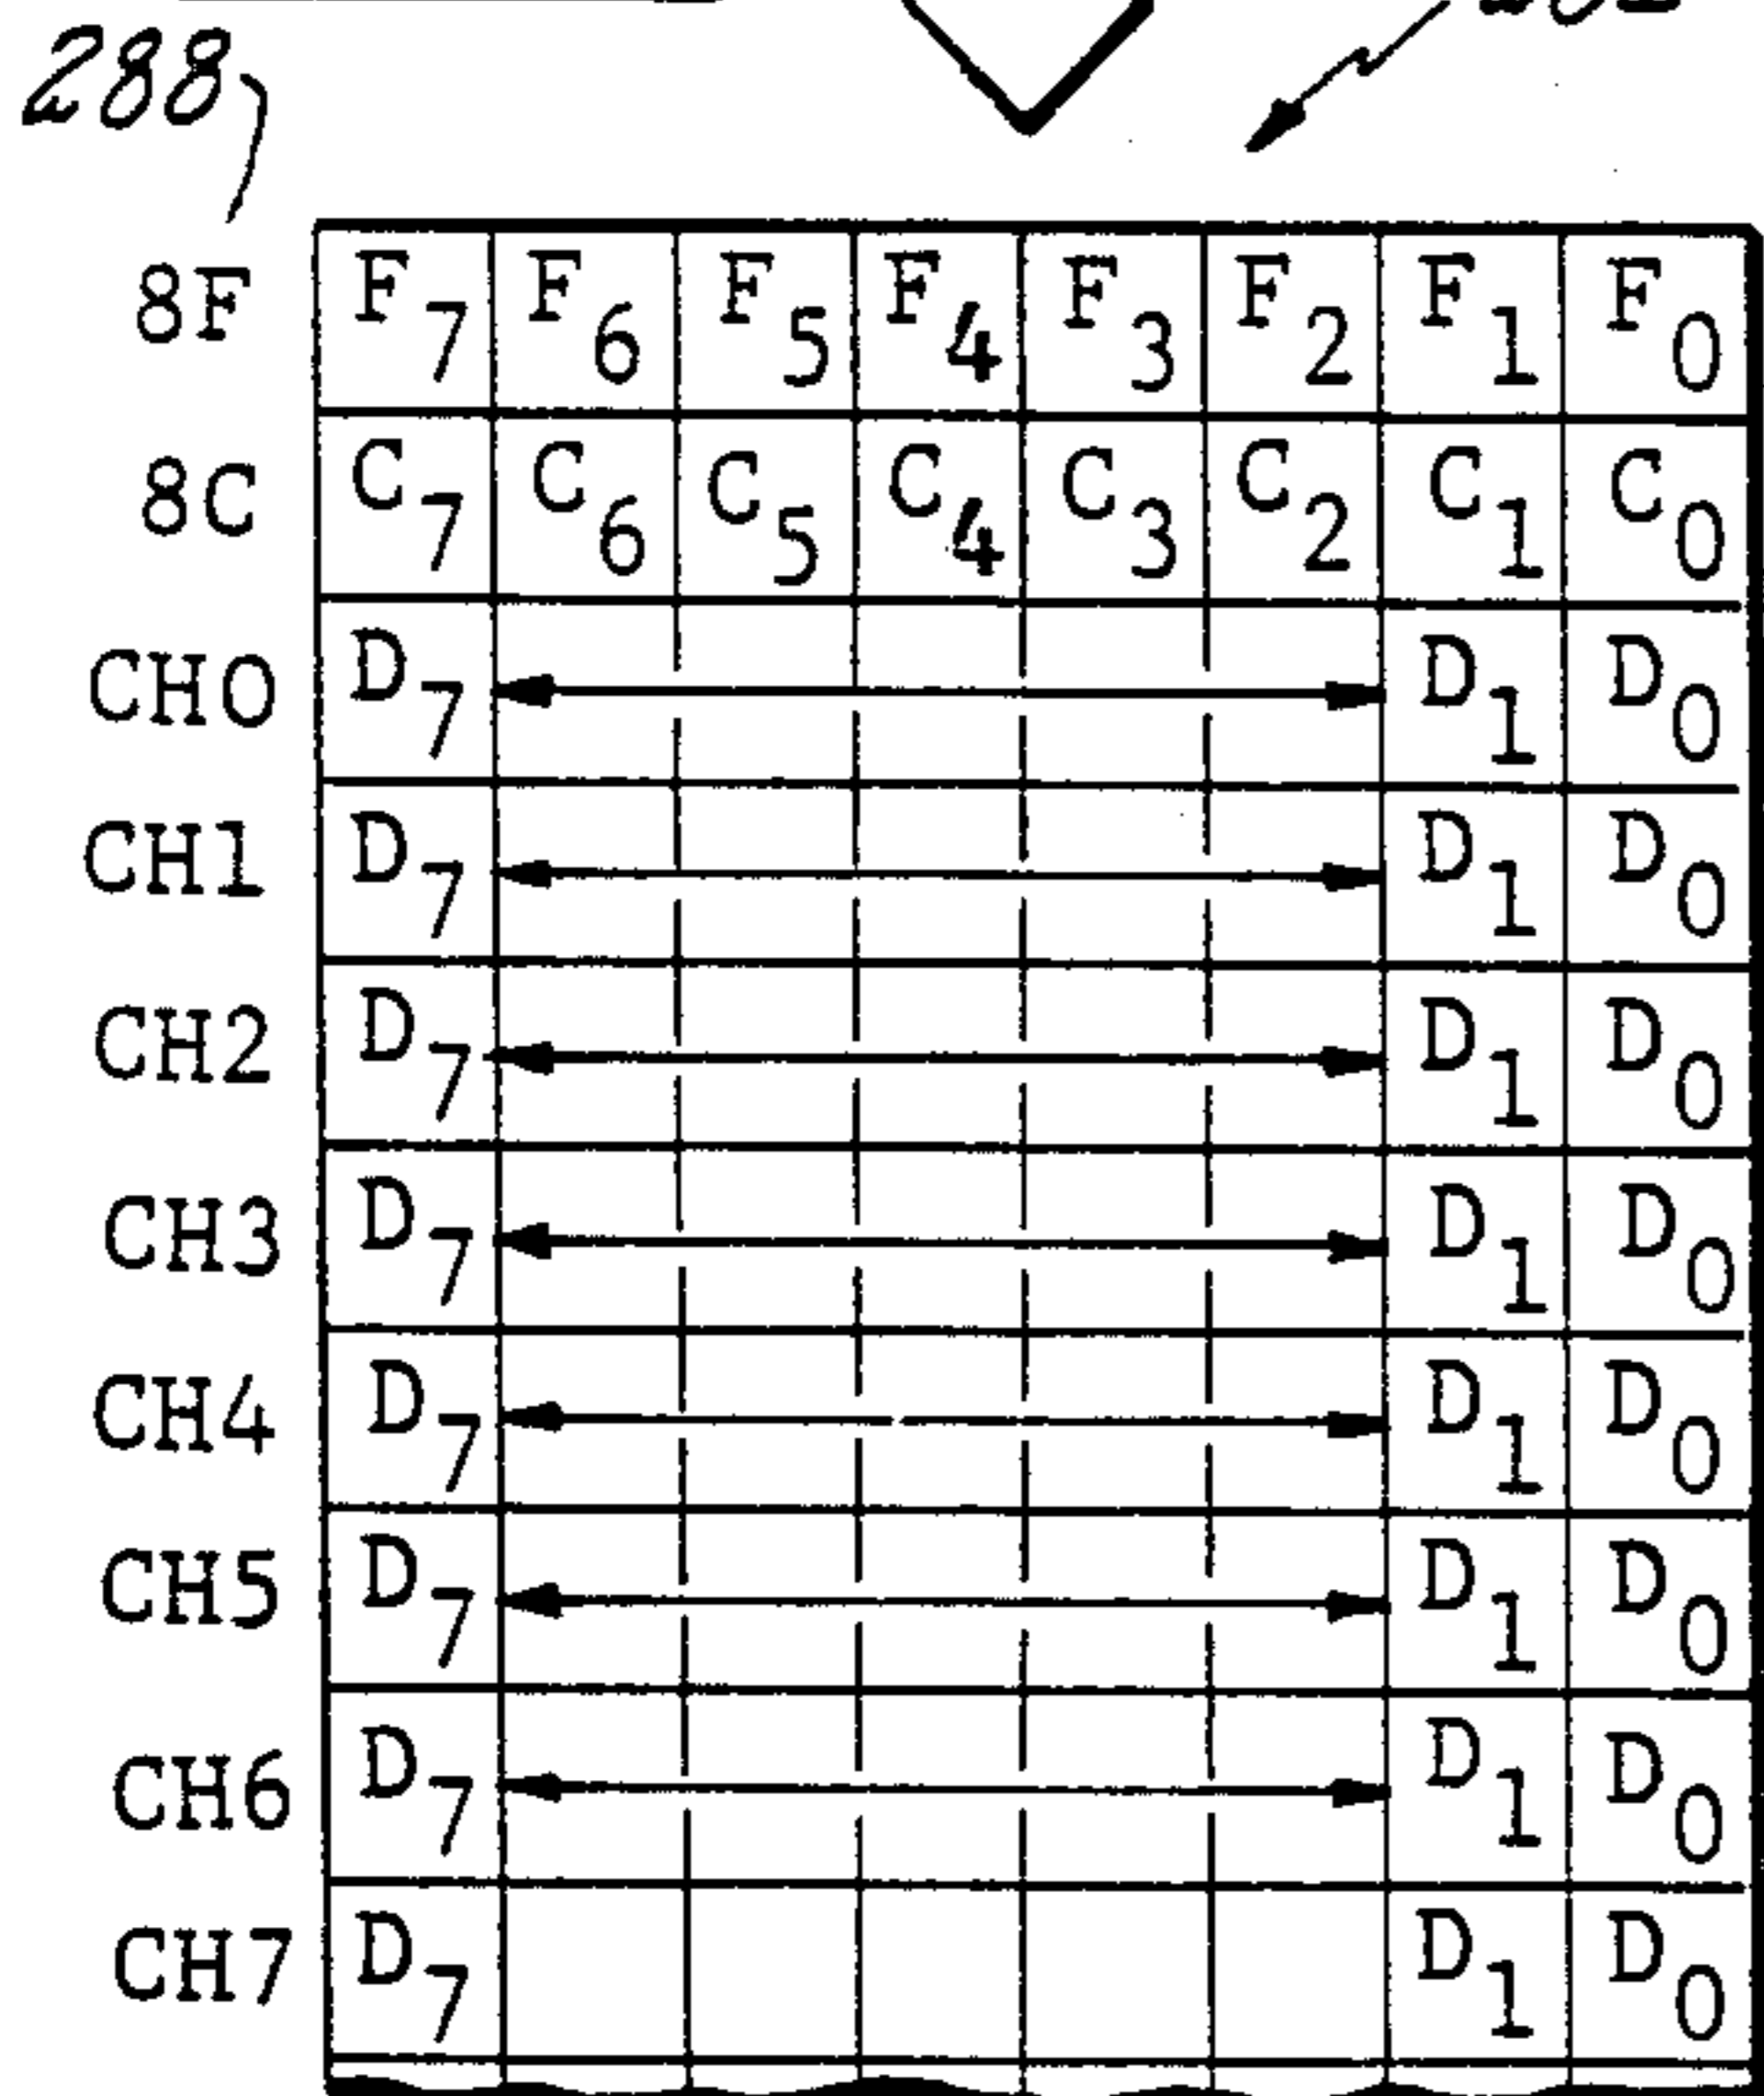 288
8F F7 F6 F5 F4 F3 F2 F1 F0
8C C7 C6 C5 C4 C3 C2 C1 C0
CH0 D7 D1 D0
CH1 D7 D1 D0
CH2 D7 D1 D0
CH3 D7 D1 D0
CH4 D7 D1 D0
CH5 D7 D1 D0
CH6 D7 D1 D0
CH7 D7 D1 D0